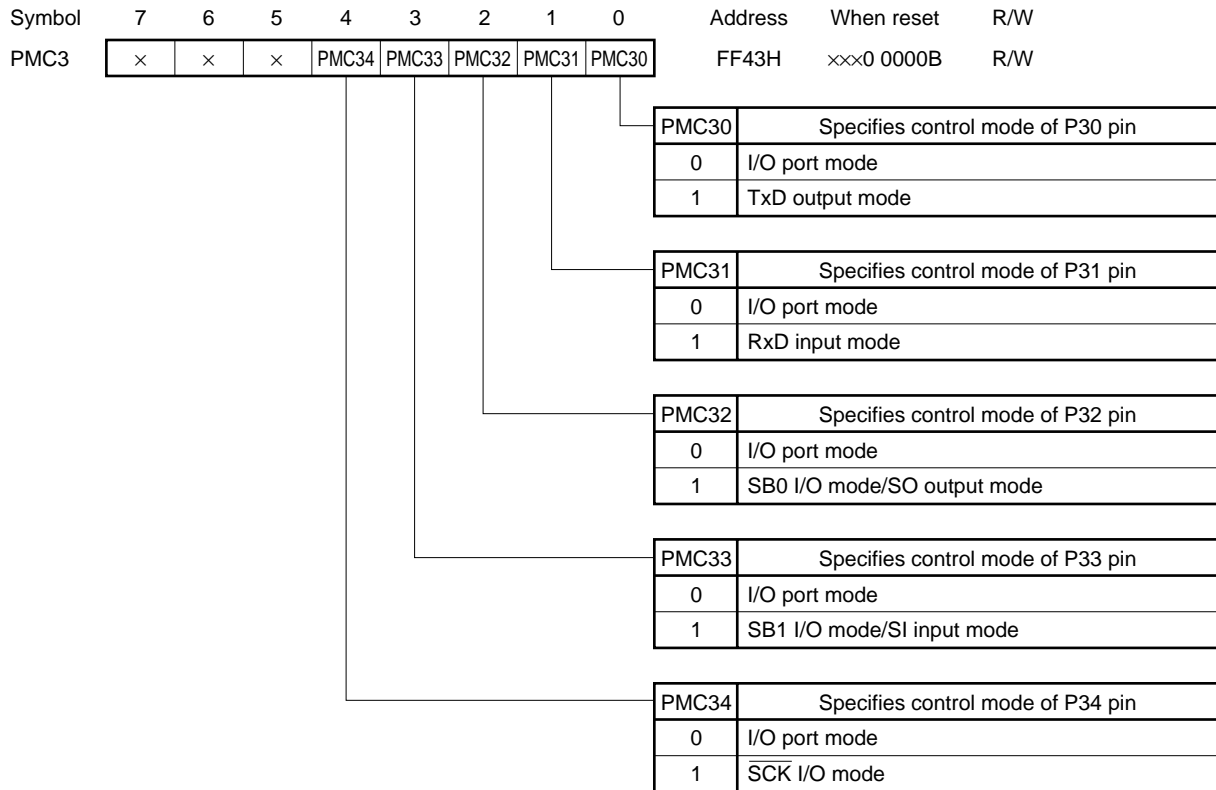 Symbol 7 6 5 4 3 2 1 0 Address When reset R/W
PMC3 × × × PMC34 PMC33 PMC32 PMC31 PMC30 FF43H ×××0 0000B R/W
PMC30 Specifies control mode of P30 pin
0 I/O port mode
1 TxD output mode
PMC31 Specifies control mode of P31 pin
0 I/O port mode
1 RxD input mode
PMC32 Specifies control mode of P32 pin
0 I/O port mode
1 SB0 I/O mode/SO output mode
PMC33 Specifies control mode of P33 pin
0 I/O port mode
1 SB1 I/O mode/SI input mode
PMC34 Specifies control mode of P34 pin
0 I/O port mode
1 S̅C̅K̅ I/O mode